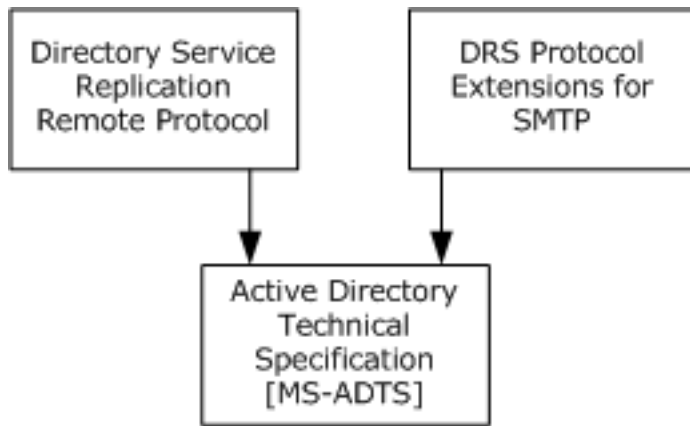 Directory Service
Replication
Remote Protocol
DRS Protocol
Extensions for
SMTP
Active Directory
Technical
Specification
[MS-ADTS]